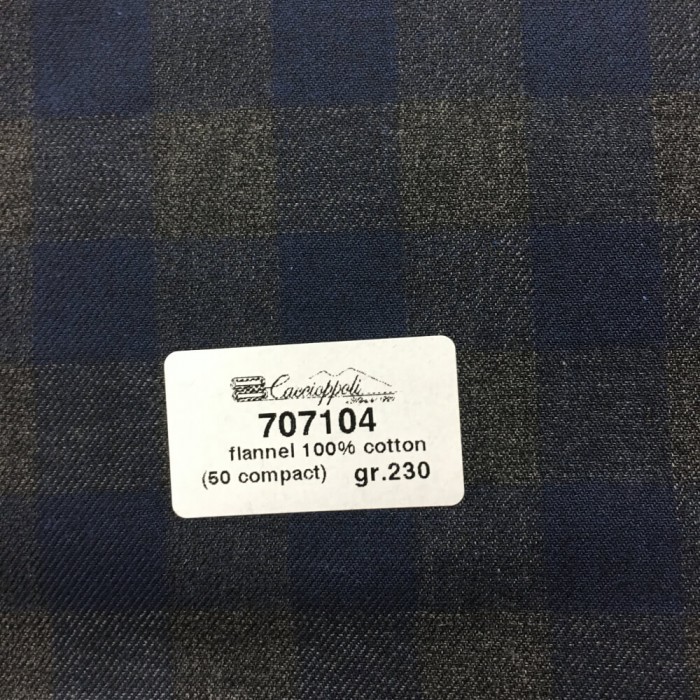 Caccioppoli
707104
flannel 100% cotton
(50 compact) gr.230